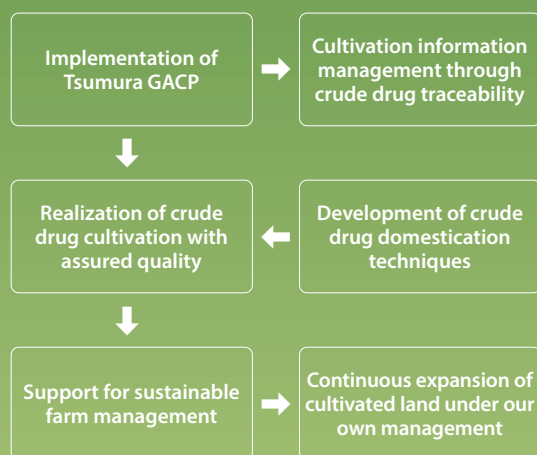 Implementation of
Tsumura GACP
Cultivation information
management through
crude drug traceability
Realization of crude
drug cultivation with
assured quality
Development of crude
drug domestication
techniques
Support for sustainable
farm management
Continuous expansion of
cultivated land under our
own management